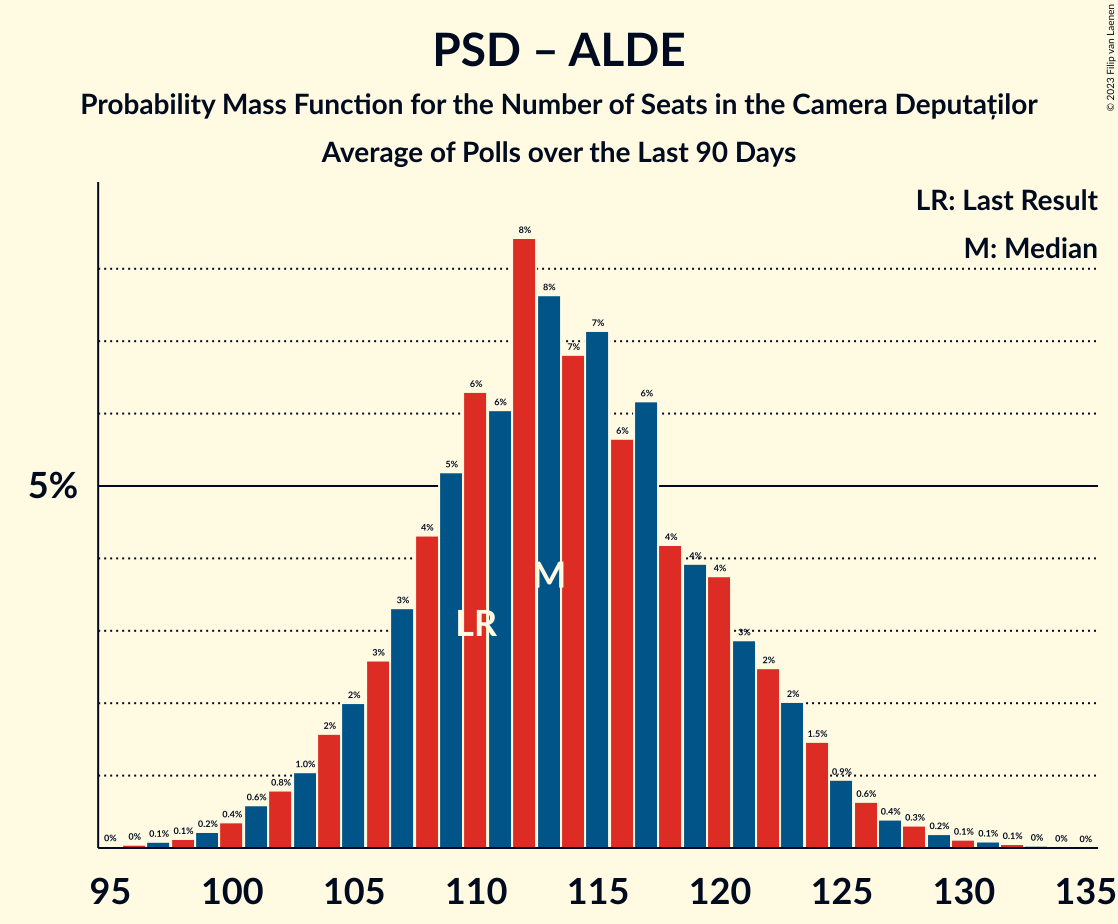 PSD – ALDE
Probability Mass Function for the Number of Seats in the Camera Deputaților
Average of Polls over the Last 90 Days
© 2023 Filip van Laenen
LR: Last Result
M: Median
5%
0% 0% 0.1% 0.1% 0.2% 0.4% 0.6% 0.8% 1.0% 2% 2% 3% 3% 4% 5% 6% 6% 8% 8% 7% 7% 6% 6% 4% 4% 4% 3% 2% 2% 1.5% 0.9% 0.6% 0.4% 0.3% 0.2% 0.1% 0.1% 0.1% 0% 0% 0%
M
LR
95 100 105 110 115 120 125 130 135